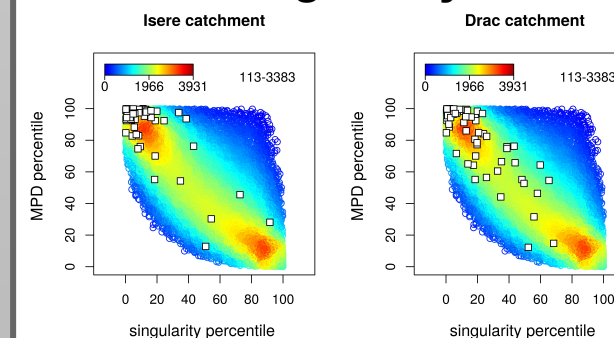 Isere catchment
0 1966 3931
113-3383
MPD percentile
100
80
60
40
20
0
0 20 40 60 80 100
singularity percentile
Drac catchment
0 1966 3931
113-3383
MPD percentile
100
80
60
40
20
0
0 20 40 60 80 100
singularity percentile